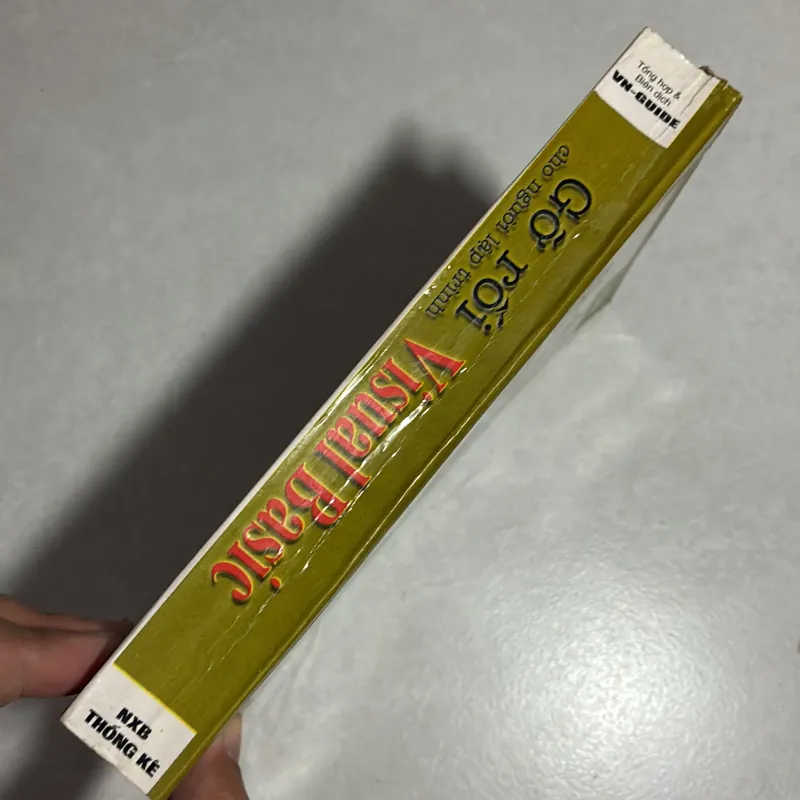 Tổng hợp &
Biên dịch
VN-GUIDE
Gỡ rối
cho người lập trình
Visual Basic
NXB
THỐNG KÊ